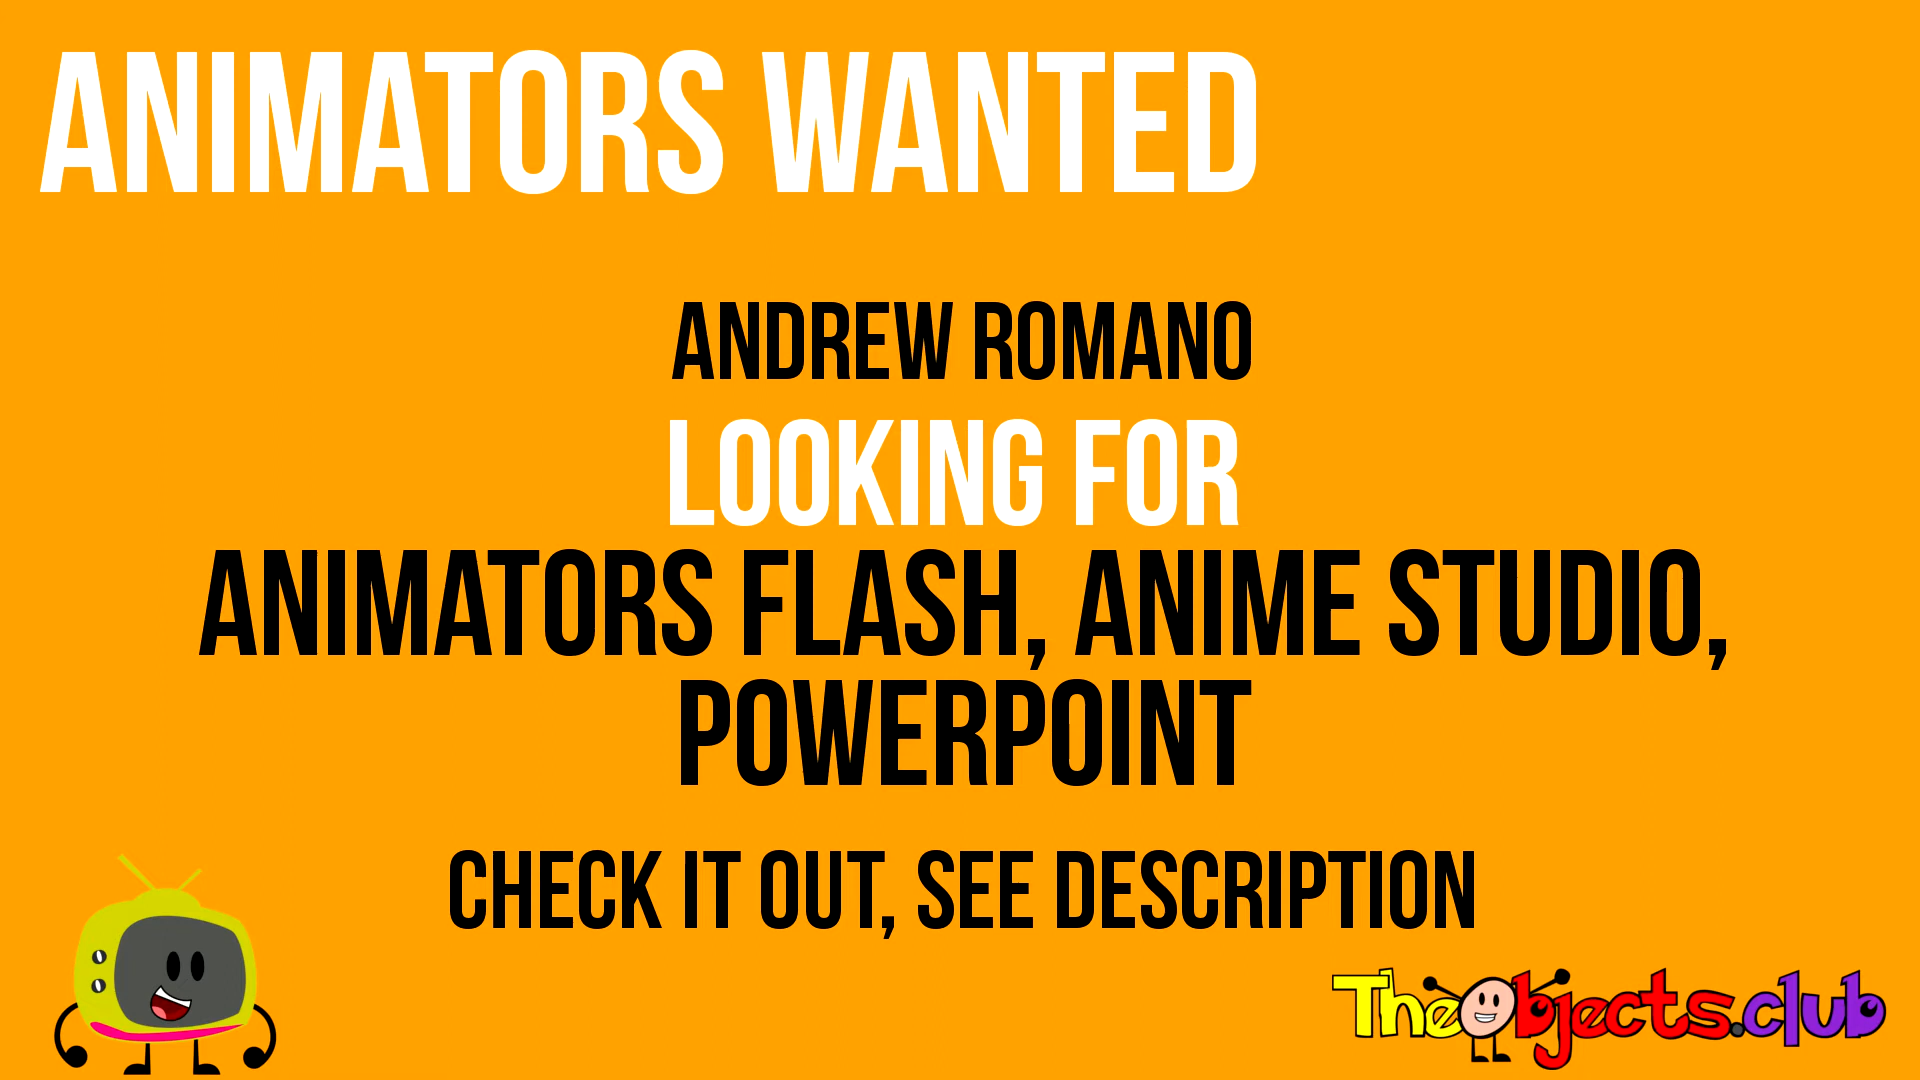 ANIMATORS WANTED
ANDREW ROMANO
LOOKING FOR
ANIMATORS FLASH, ANIME STUDIO,
POWERPOINT
CHECK IT OUT, SEE DESCRIPTION
TheObjects.club